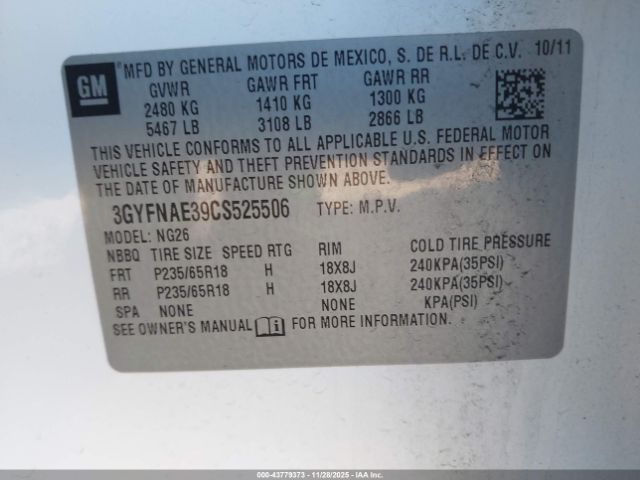 GM
MFD BY GENERAL MOTORS DE MEXICO, S. DE R.L. DE C.V. 10/11
GVWR GAWR FRT GAWR RR
2480 KG 1410 KG 1300 KG
5467 LB 3108 LB 2866 LB
THIS VEHICLE CONFORMS TO ALL APPLICABLE U.S. FEDERAL MOTOR
VEHICLE SAFETY AND THEFT PREVENTION STANDARDS IN EFFECT ON
THE DATE OF MANUFACTURE SHOWN ABOVE.
3GYFNAE39CS525506 TYPE: M.P.V.
MODEL: NG26
NBBQ TIRE SIZE SPEED RTG RIM COLD TIRE PRESSURE
FRT P235/65R18 H 18X8J 240KPA(35PSI)
RR P235/65R18 H 18X8J 240KPA(35PSI)
SPA NONE NONE KPA(PSI)
SEE OWNER'S MANUAL FOR MORE INFORMATION.
000-43779373 - 11/28/2025 - IAA Inc.